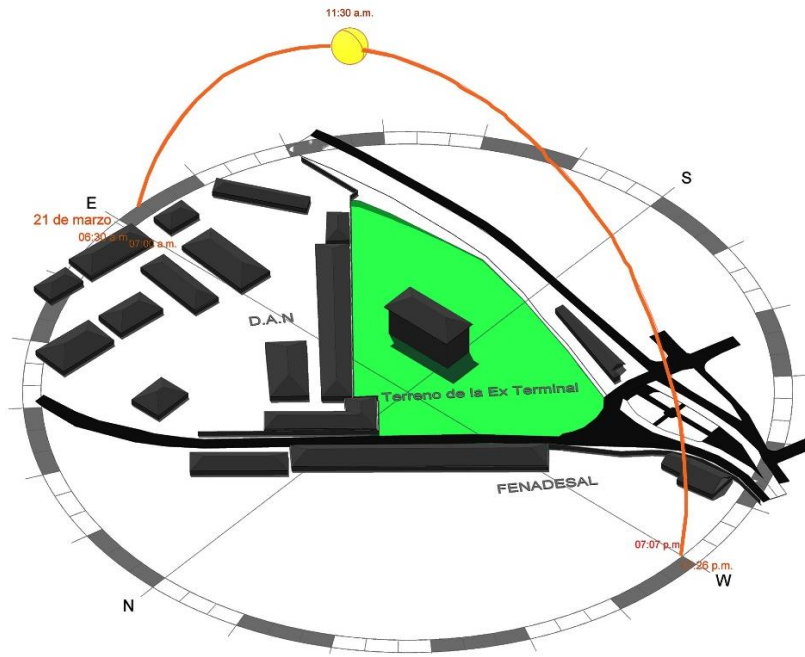 11:30 a.m.
S
E
21 de marzo
06:30 a.m.
07:00 a.m.
D.A.N
Terreno de la Ex Terminal
FENADESAL
07:07 p.m
W
N